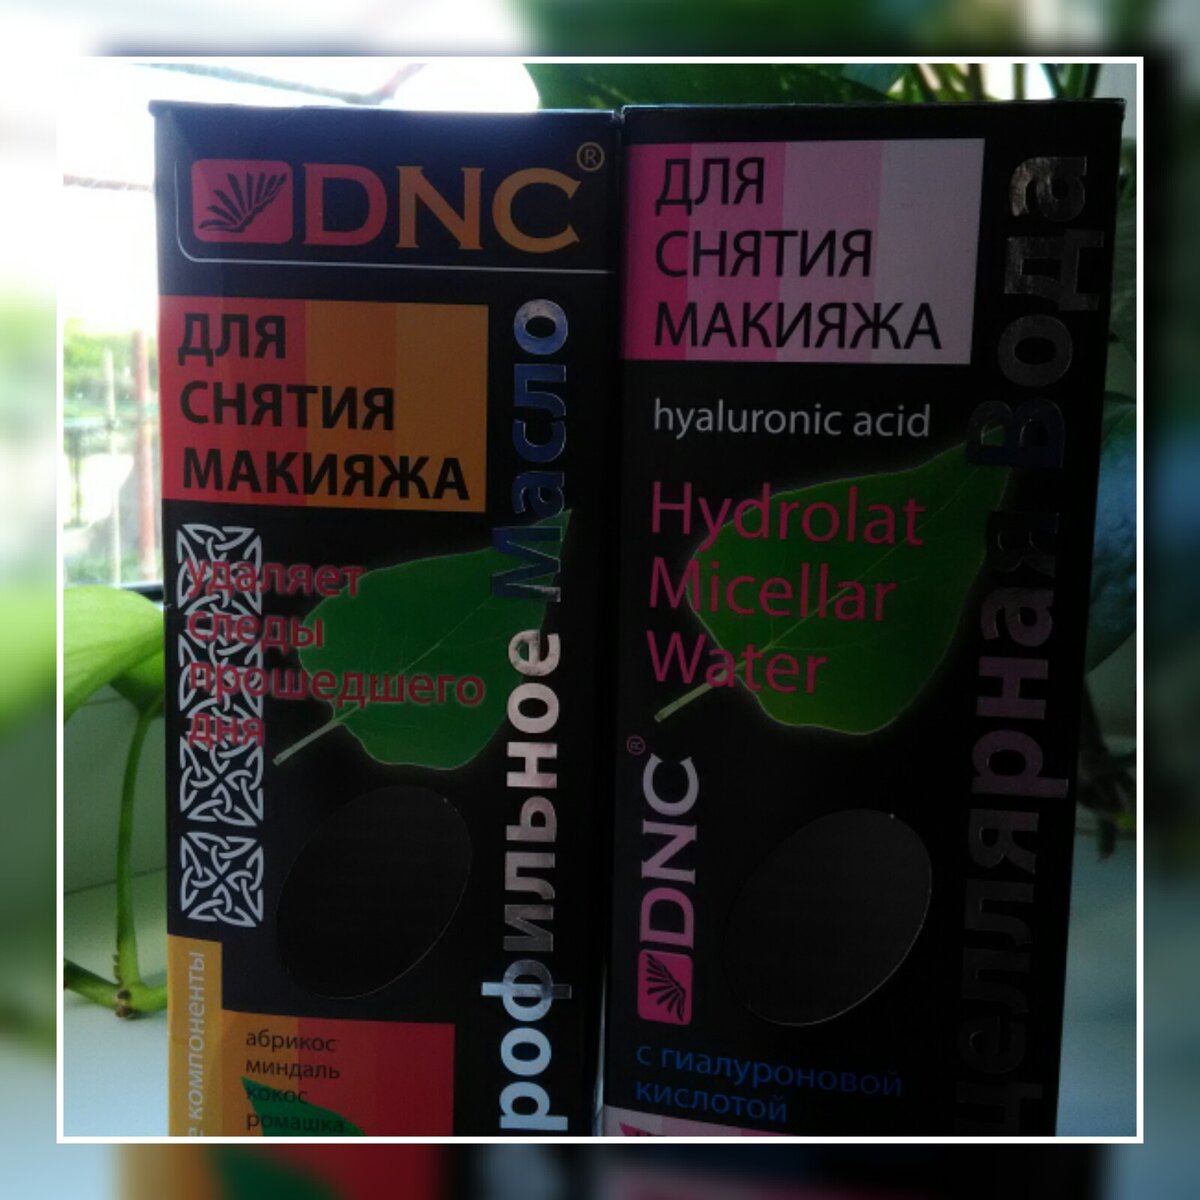 DNC®
ДЛЯ
СНЯТИЯ
МАКИЯЖА
удаляет
следы
прошедшего
дня
рофильное Масло
е компоненты
абрикос
миндаль
кокос
ромашка
ДЛЯ
СНЯТИЯ
МАКИЯЖА
hyaluronic acid
Hydrolat
Micellar
Water
DNC®
с гиалуроновой
кислотой
целлярная Вода